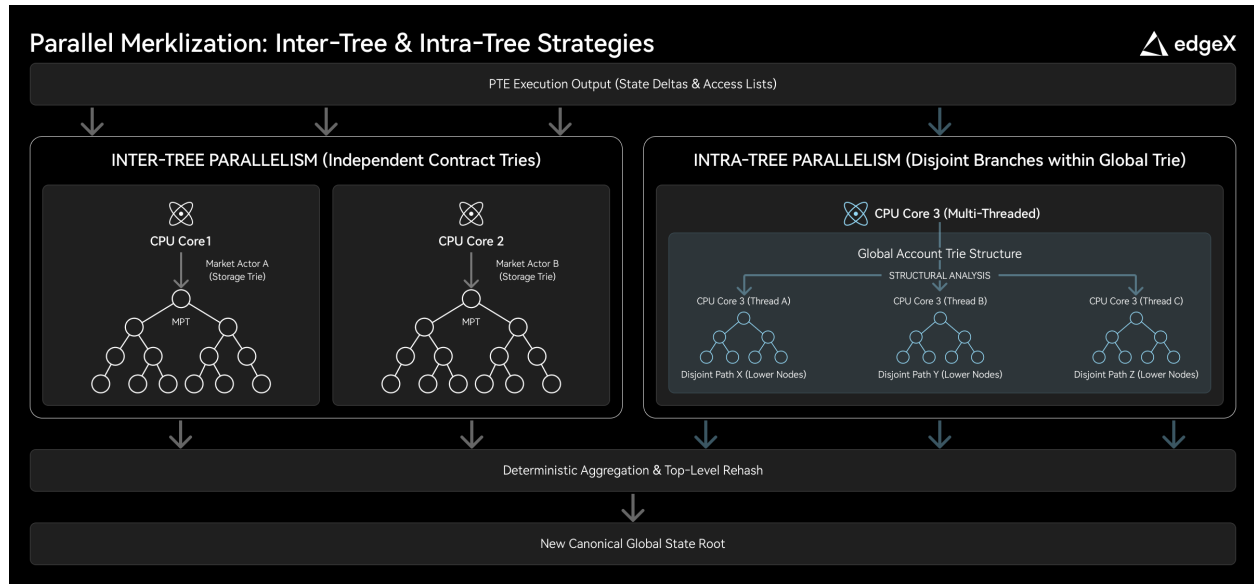 Parallel Merklization: Inter-Tree & Intra-Tree Strategies
edgeX
PTE Execution Output (State Deltas & Access Lists)
INTER-TREE PARALLELISM (Independent Contract Tries)
CPU Core1
Market Actor A
(Storage Trie)
MPT
CPU Core 2
Market Actor B
(Storage Trie)
MPT
INTRA-TREE PARALLELISM (Disjoint Branches within Global Trie)
CPU Core 3 (Multi-Threaded)
Global Account Trie Structure
STRUCTURAL ANALYSIS
CPU Core 3 (Thread A)
CPU Core 3 (Thread B)
CPU Core 3 (Thread C)
Disjoint Path X (Lower Nodes)
Disjoint Path Y (Lower Nodes)
Disjoint Path Z (Lower Nodes)
Deterministic Aggregation & Top-Level Rehash
New Canonical Global State Root